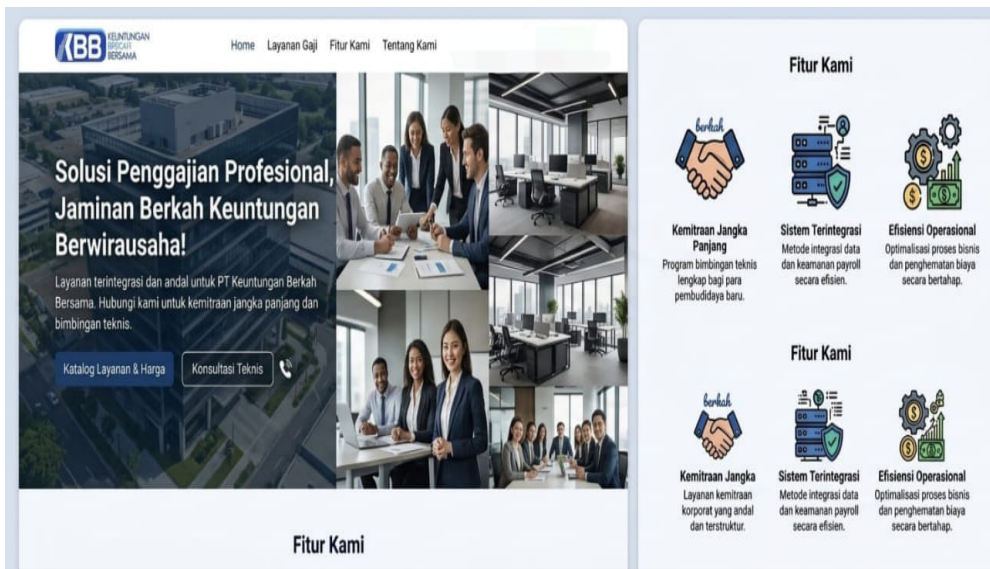 KBB
KEUNTUNGAN
BERSAMA
Home Layanan Gaji Fitur Kami Tentang Kami
Solusi Penggajian Profesional,
Jaminan Berkah Keuntungan
Berwirausaha!
Layanan terintegrasi dan andal untuk PT Keuntungan Berkah
Bersama. Hubungi kami untuk kemitraan jangka panjang dan
bimbingan teknis.
Katalog Layanan & Harga
Konsultasi Teknis
Fitur Kami
Fitur Kami
berkah
Kemitraan Jangka
Panjang
Program bimbingan teknis
lengkap bagi para
pembudidaya baru.
Sistem Terintegrasi
Metode integrasi data
dan keamanan payroll
secara efisien.
Efisiensi Operasional
Optimalisasi proses bisnis
dan penghematan biaya
secara bertahap.
Fitur Kami
berkah
Kemitraan Jangka
Layanan kemitraan
korporat yang andal
dan terstruktur.
Sistem Terintegrasi
Metode integrasi data
dan keamanan payroll
secara efisien.
Efisiensi Operasional
Optimalisasi proses bisnis
dan penghematan biaya
secara bertahap.